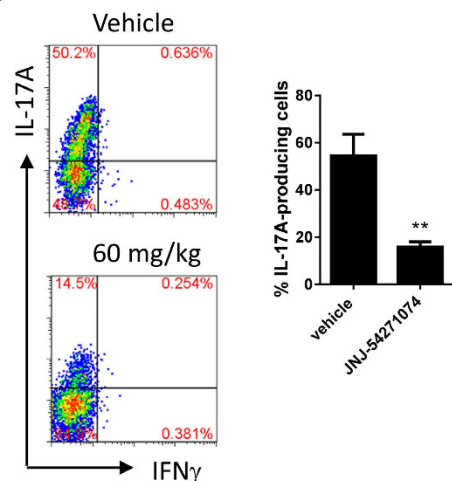 Vehicle
50.2%
0.636%
0.483%
IL-17A
60 mg/kg
14.5%
0.254%
0.381%
IFNγ
% IL-17A-producing cells
80
60
40
20
0
**
vehicle
JNJ-54271074